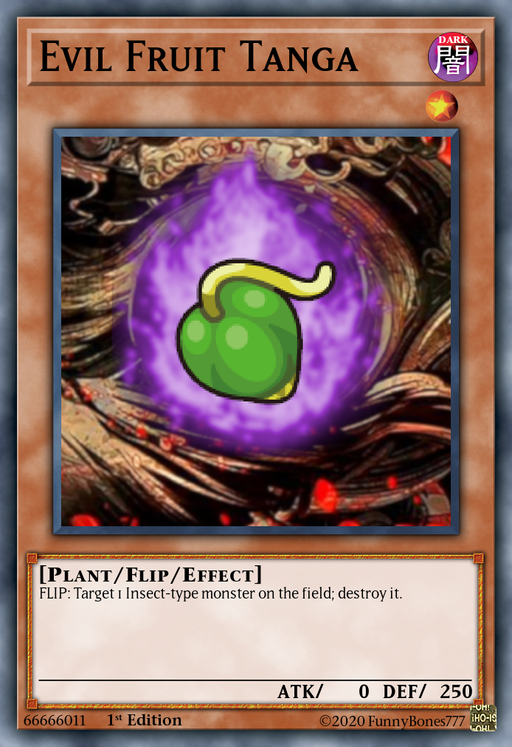 Evil Fruit Tanga
DARK
闇
[Plant/Flip/Effect]
FLIP: Target 1 Insect-type monster on the field; destroy it.
ATK/ 0 DEF/ 250
66666011 1st Edition ©2020 FunnyBones777